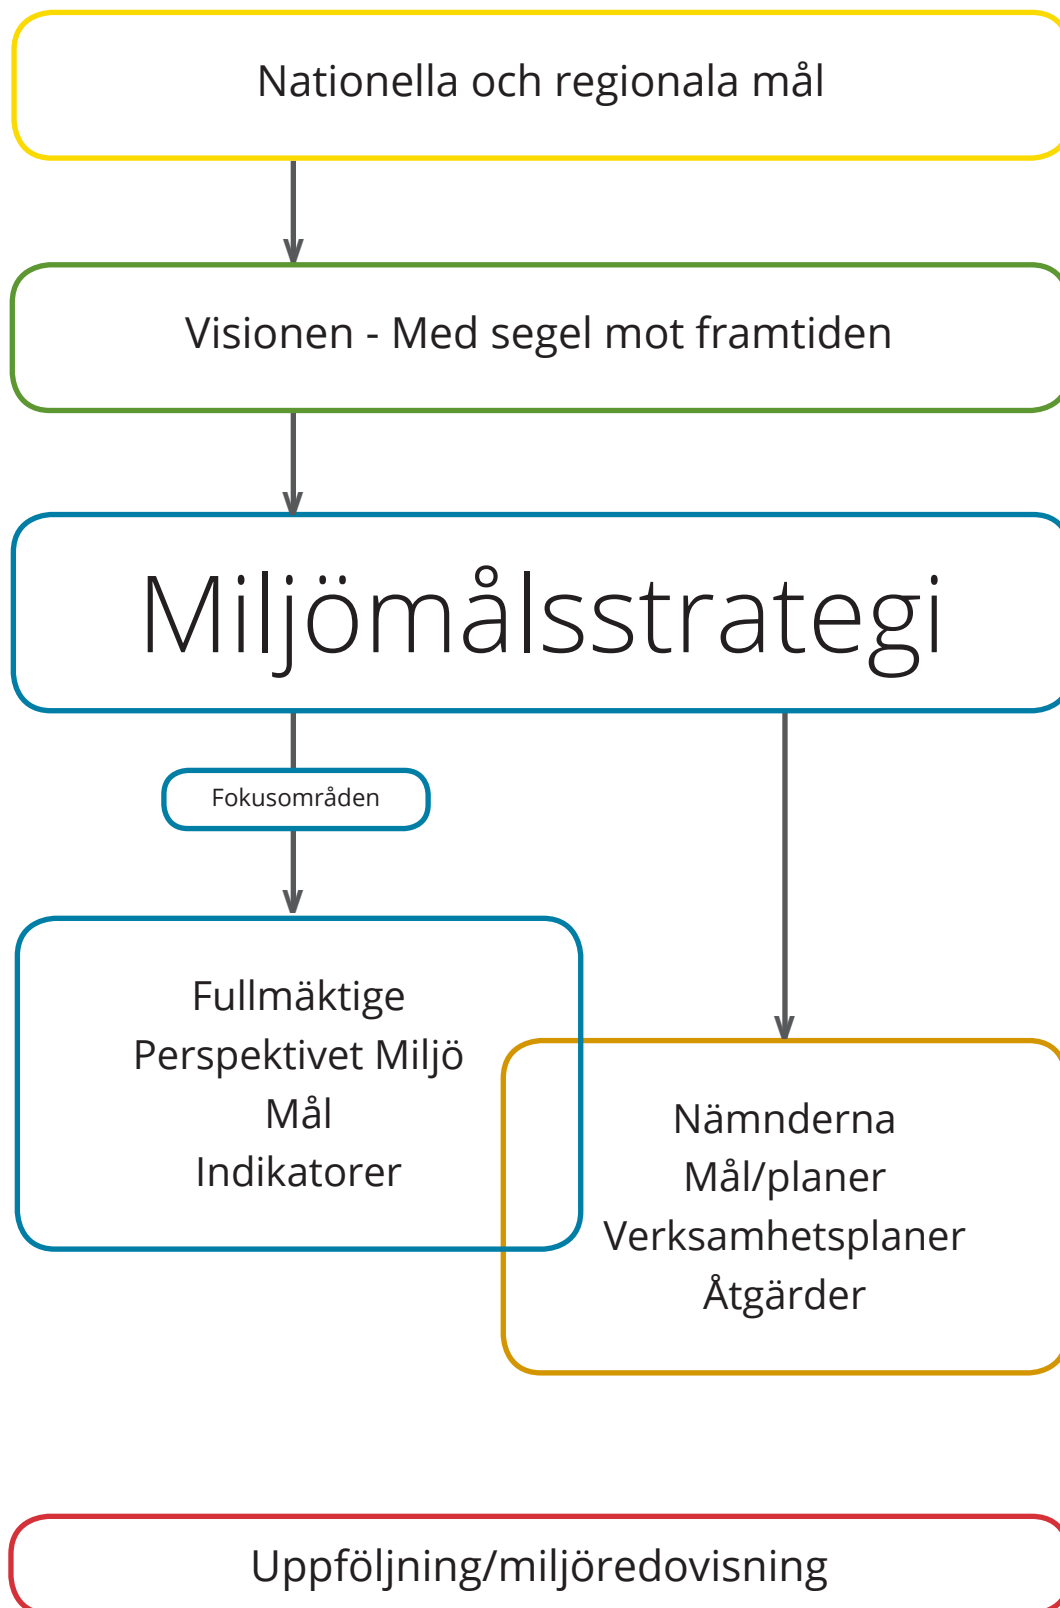 Nationella och regionala mål
Visionen - Med segel mot framtiden
Miljömålsstrategi
Fokusområden
Fullmäktige
Perspektivet Miljö
Mål
Indikatorer
Nämnderna
Mål/planer
Verksamhetsplaner
Åtgärder
Uppföljning/miljöredovisning